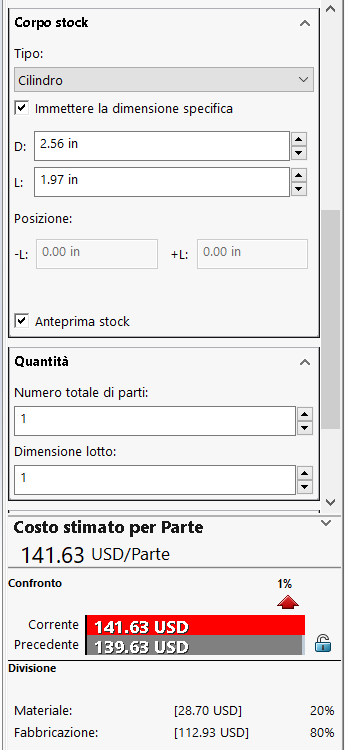 Corpo stock
Tipo:
Cilindro
Immettere la dimensione specifica
D: 2.56 in
L: 1.97 in
Posizione:
-L: 0.00 in +L: 0.00 in
Anteprima stock
Quantità
Numero totale di parti:
1
Dimensione lotto:
1
Costo stimato per Parte
141.63 USD/Parte
Confronto 1%
Corrente 141.63 USD
Precedente 139.63 USD
Divisione
Materiale: [28.70 USD] 20%
Fabbricazione: [112.93 USD] 80%